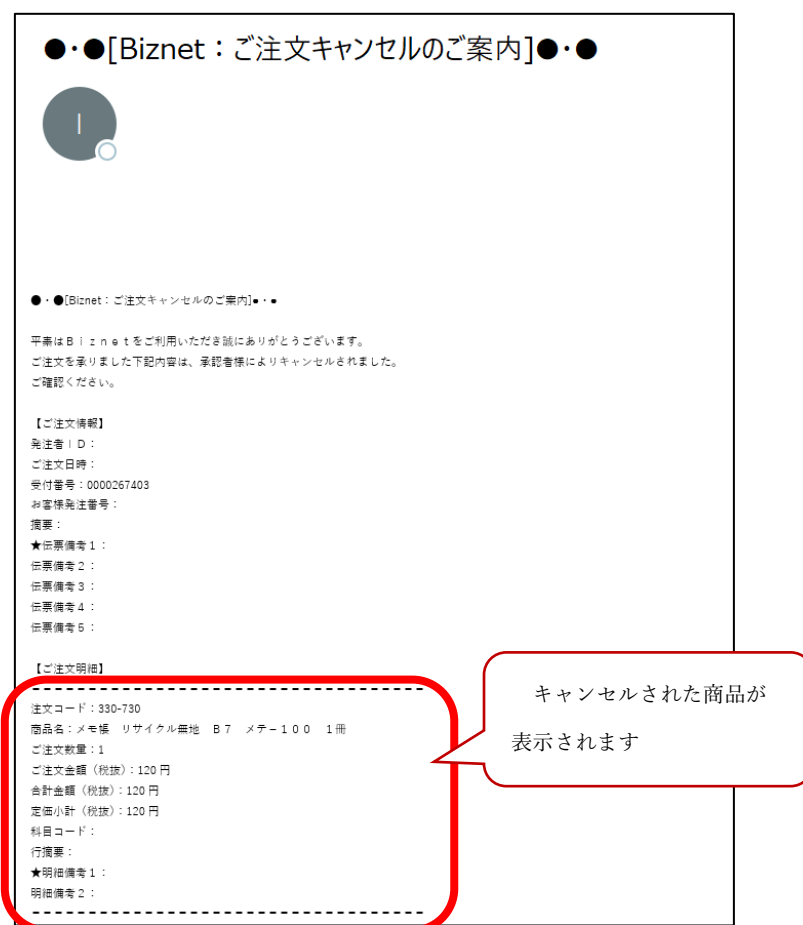 ●・●[Biznet：ご注文キャンセルのご案内]●・●
I
●・●[Biznet：ご注文キャンセルのご案内]●・●
平素はＢｉｚｎｅｔをご利用いただき誠にありがとうございます。
ご注文を承りました下記内容は、承認者様によりキャンセルされました。
ご確認ください。
【ご注文情報】
発注者ＩＤ：
ご注文日時：
受付番号：0000267403
お客様発注番号：
摘要：
★伝票備考１：
伝票備考２：
伝票備考３：
伝票備考４：
伝票備考５：
【ご注文明細】
キャンセルされた商品が
表示されます
注文コード：330-730
商品名：メモ帳　リサイクル無地　Ｂ７　メテ－１００　１冊
ご注文数量：1
ご注文金額（税抜）：120 円
合計金額（税抜）：120 円
定価小計（税抜）：120 円
科目コード：
行摘要：
★明細備考１：
明細備考２：